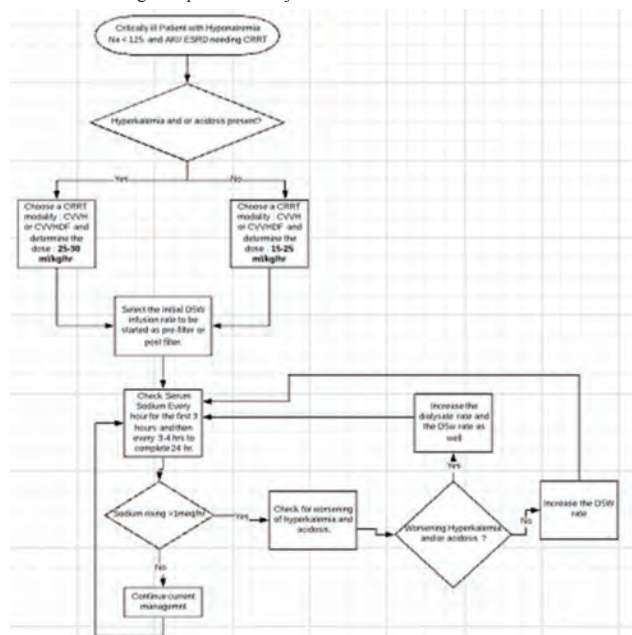 Critically ill Patient with Hyponatremia
Na < 125 and AKI/ ESRD needing CRRT
Hyperkalemia and or acidosis present?
Yes
No
Choose a CRRT
modality : CVVH
or CVVHDF and
determine the
dose : 25-30
ml/kg/hr
Choose a CRRT
modality : CVVH
or CVVHDF and
determine the
dose : 15-25
ml/kg/hr
Select the initial D5W
infusion rate to be
started as pre-filter or
post filter.
Check Serum
Sodium Every
hour for the first 3
hours and then
every 3-4 hrs to
complete 24 hr.
Increase the
dialysate rate and
the D5w rate as
well
Yes
Sodium rising >1meq/hr
Yes
Check for worsening
of hyperkalemia and
acidosis.
Worsening Hyperkalemia
and/or acidosis ?
No
Increase the D5W
rate
No
Continue current
managemnt